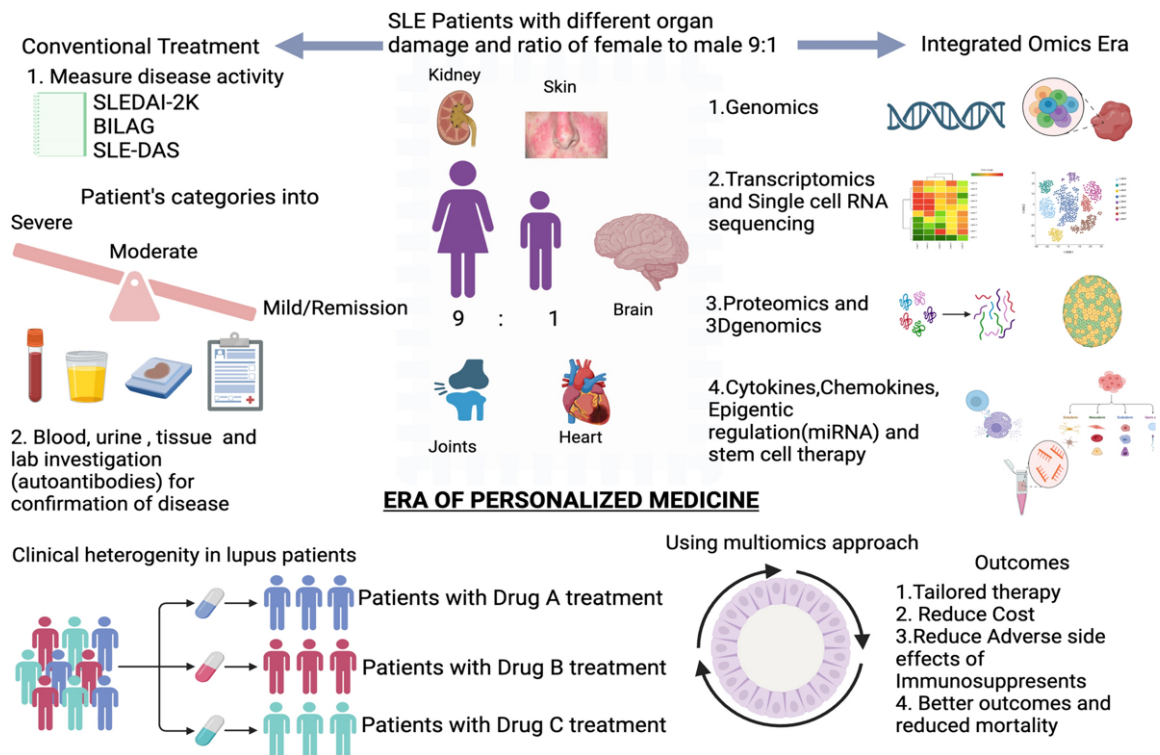 SLE Patients with different organ
damage and ratio of female to male 9:1
Conventional Treatment
1. Measure disease activity
SLEDAI-2K
BILAG
SLE-DAS
Patient's categories into
Severe
Moderate
Mild/Remission
2. Blood, urine , tissue and
lab investigation
(autoantibodies) for
confirmation of disease
Kidney
Skin
9 : 1
Brain
Joints
Heart
Integrated Omics Era
1.Genomics
2.Transcriptomics
and Single cell RNA
sequencing
3.Proteomics and
3Dgenomics
4.Cytokines,Chemokines,
Epigentic
regulation(miRNA) and
stem cell therapy
ERA OF PERSONALIZED MEDICINE
Clinical heterogenity in lupus patients
Patients with Drug A treatment
Patients with Drug B treatment
Patients with Drug C treatment
Using multiomics approach
Outcomes
1.Tailored therapy
2. Reduce Cost
3.Reduce Adverse side
effects of
Immunosuppresents
4. Better outcomes and
reduced mortality